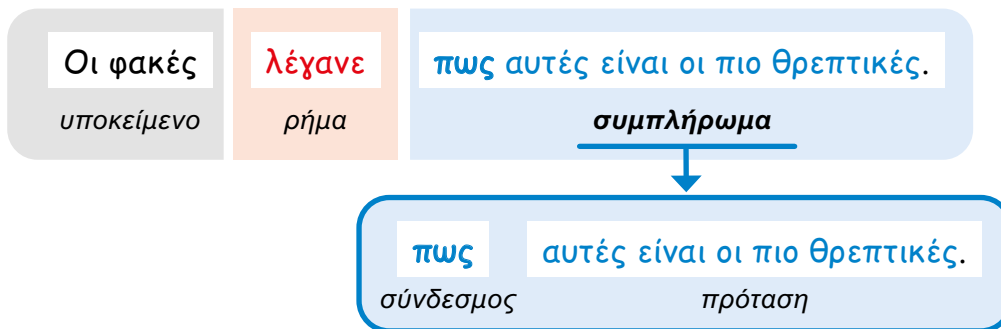 Οι φακές λέγανε πως αυτές είναι οι πιο θρεπτικές.
υποκείμενο ρήμα συμπλήρωμα
πως αυτές είναι οι πιο θρεπτικές.
σύνδεσμος πρόταση